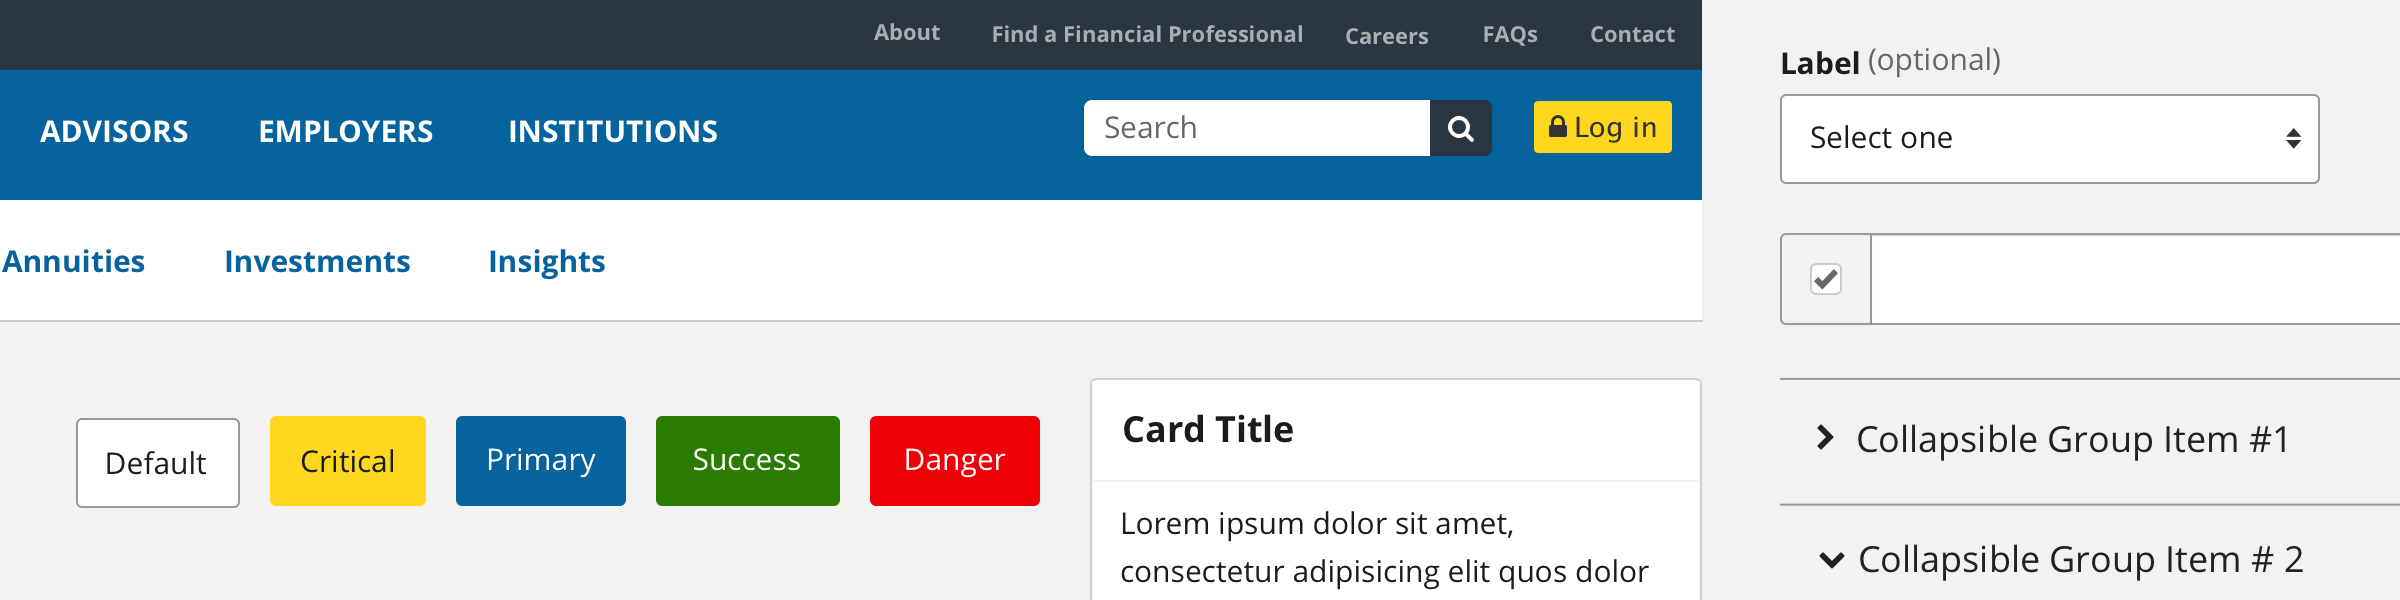 About Find a Financial Professional Careers FAQs Contact
ADVISORS EMPLOYERS INSTITUTIONS Search Log in
Annuities Investments Insights
Default Critical Primary Success Danger
Card Title
Lorem ipsum dolor sit amet,
consectetur adipisicing elit quos dolor
Label (optional)
Select one
Collapsible Group Item #1
Collapsible Group Item # 2